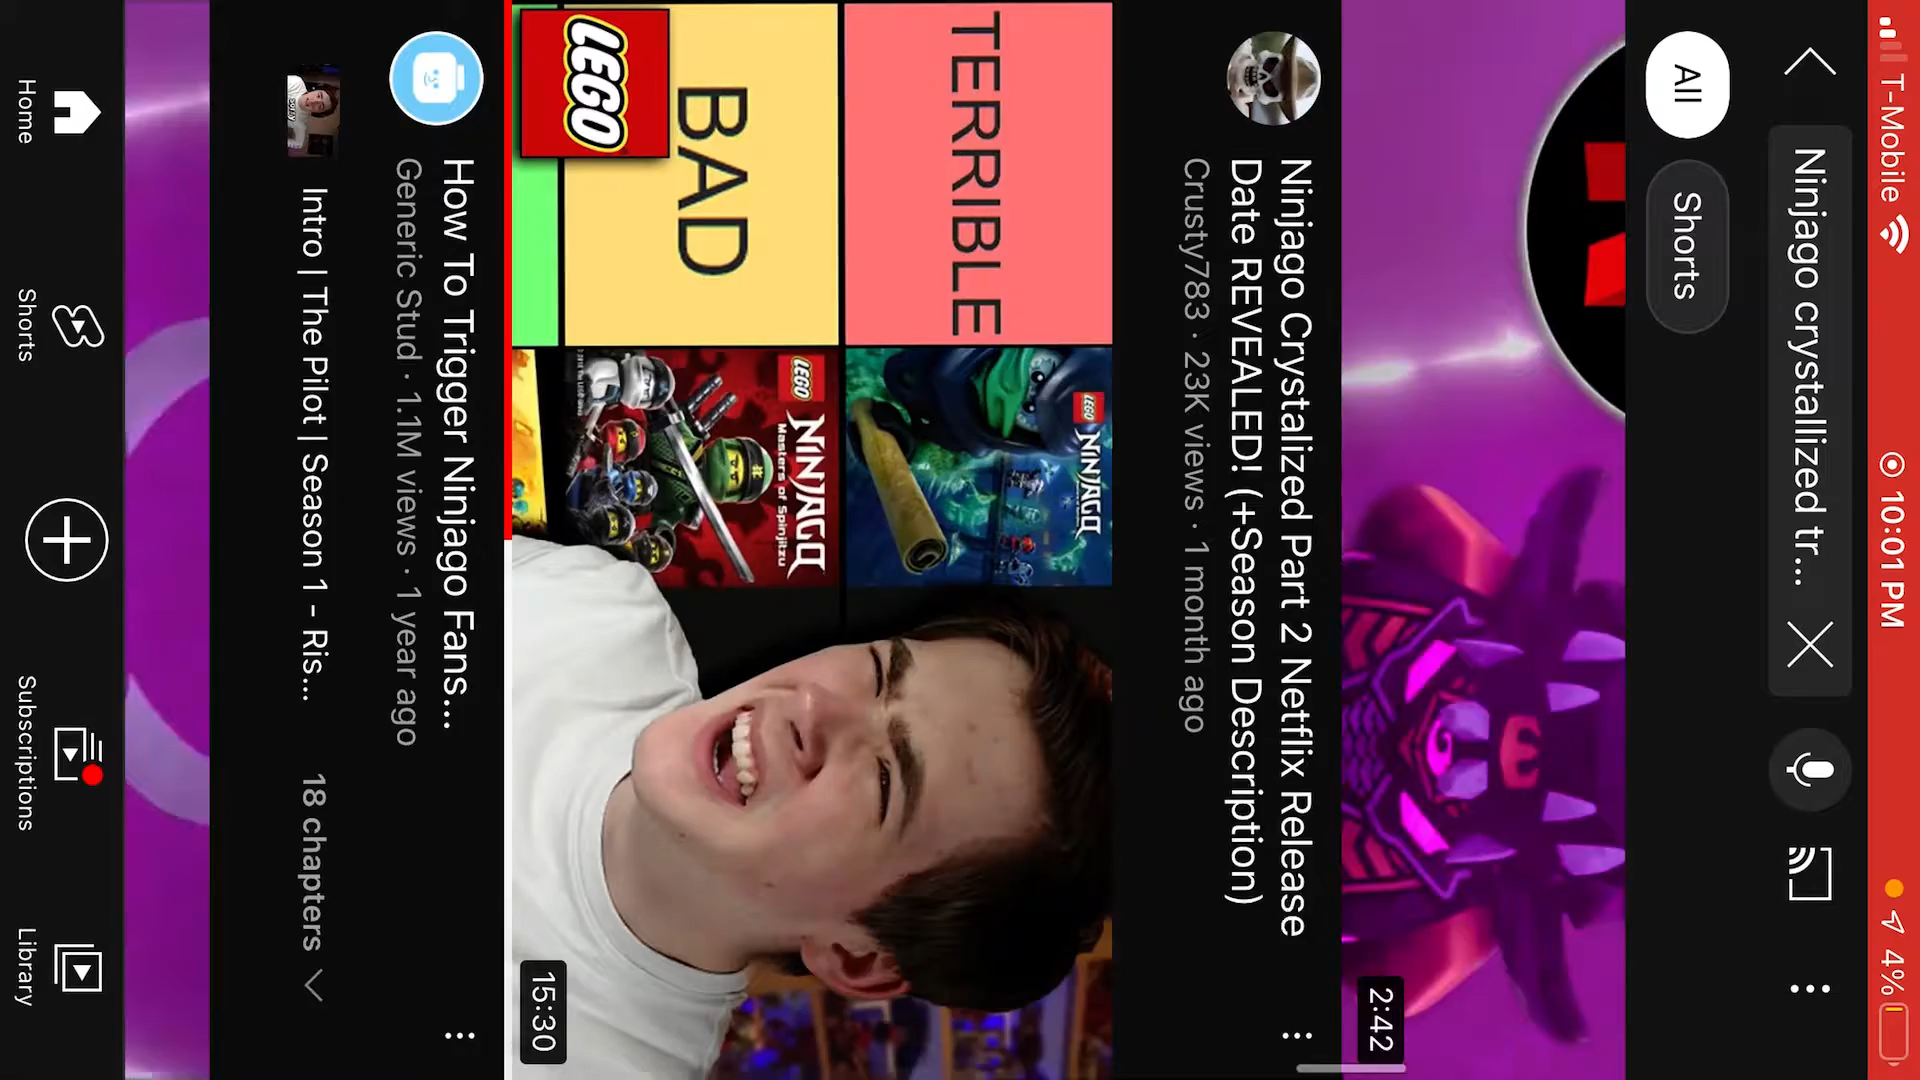 T-Mobile 10:01 PM 4%
Ninjago crystallized tr...
All Shorts
2:42
Ninjago Crystalized Part 2 Netflix Release
Date REVEALED! (+Season Description)
Crusty783 · 23K views · 1 month ago
TERRIBLE
LEGO
NINJAGO
BAD
LEGO
NINJAGO
Masters of Spinjitzu
LEGO
15:30
How To Trigger Ninjago Fans...
Generic Stud · 1.1M views · 1 year ago
Intro | The Pilot | Season 1 - Ris... 18 chapters
Home Shorts Subscriptions Library